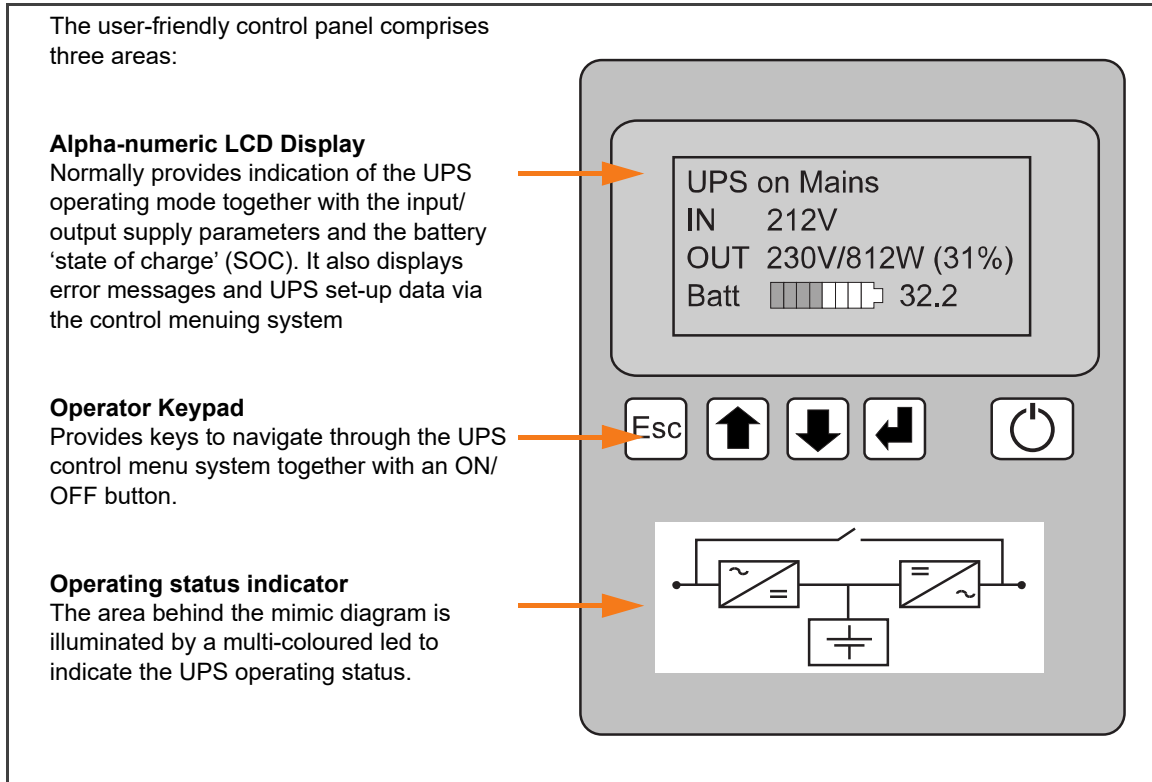 The user-friendly control panel comprises
three areas:
Alpha-numeric LCD Display
Normally provides indication of the UPS
operating mode together with the input/
output supply parameters and the battery
‘state of charge’ (SOC). It also displays
error messages and UPS set-up data via
the control menuing system
Operator Keypad
Provides keys to navigate through the UPS
control menu system together with an ON/
OFF button.
Operating status indicator
The area behind the mimic diagram is
illuminated by a multi-coloured led to
indicate the UPS operating status.
UPS on Mains
IN 212V
OUT 230V/812W (31%)
Batt 32.2
Esc